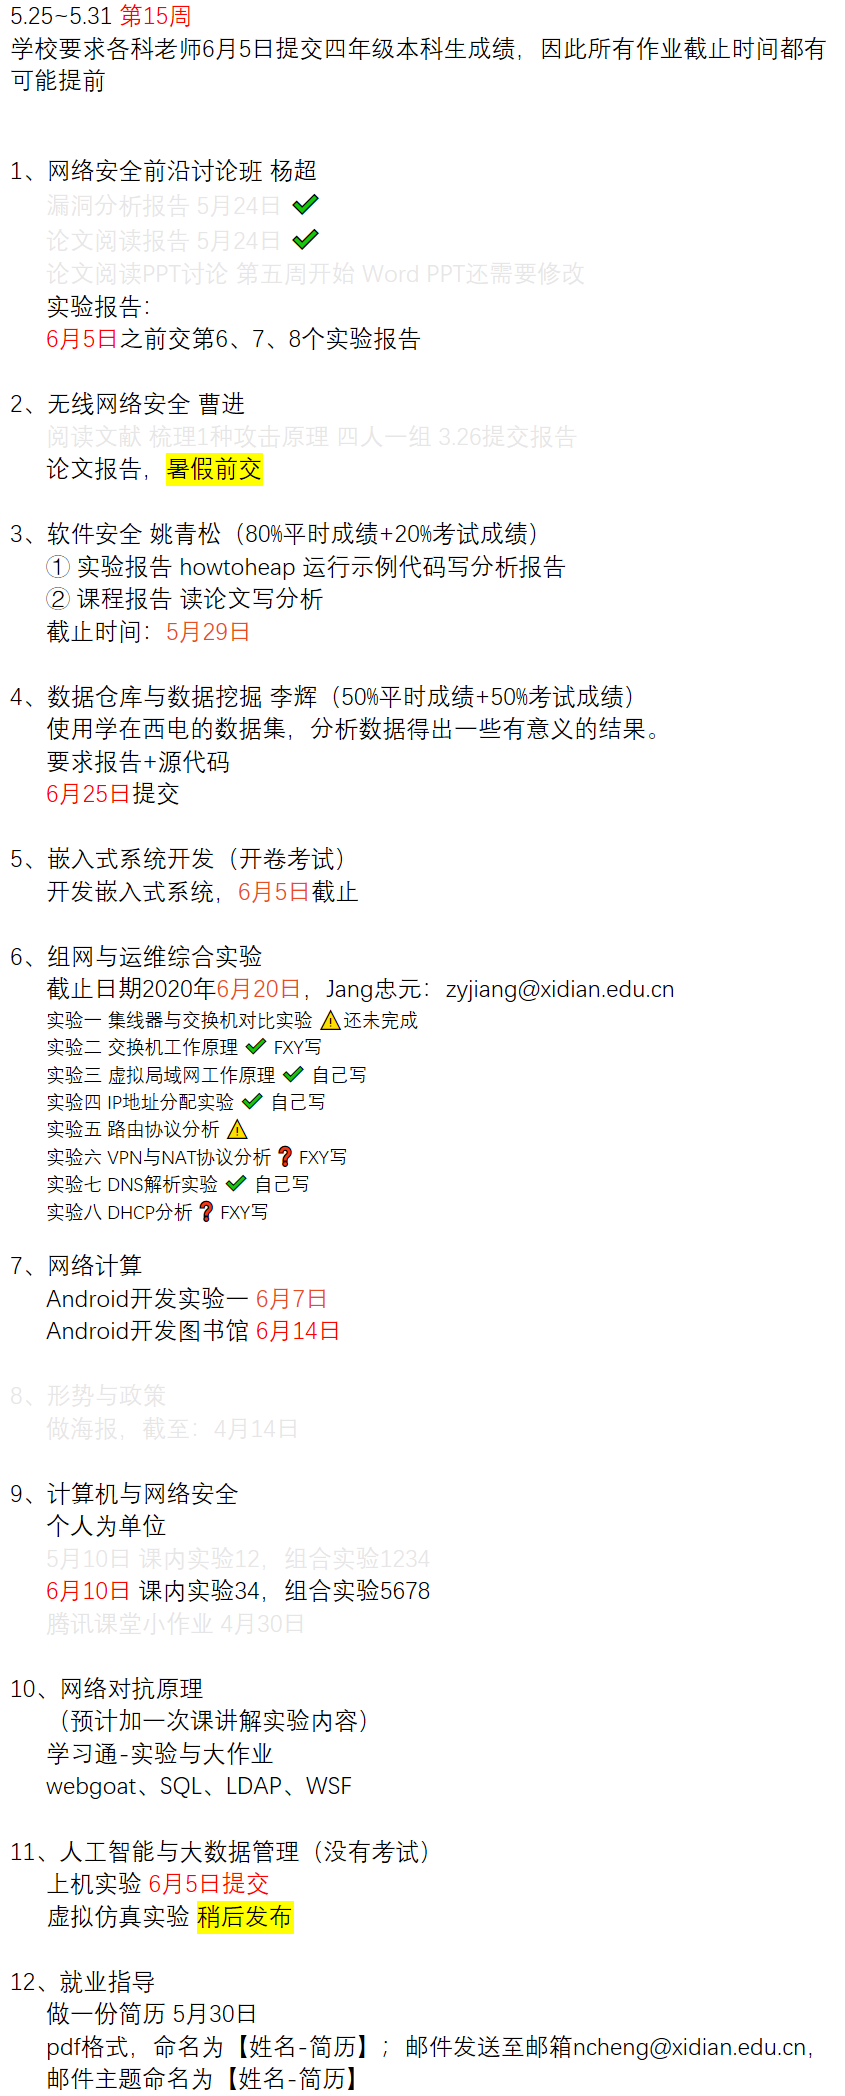 5.25~5.31 第15周
学校要求各科老师6月5日提交四年级本科生成绩，因此所有作业截止时间都有
可能提前
1、网络安全前沿讨论班 杨超
漏洞分析报告 5月24日 ✔
论文阅读报告 5月24日 ✔
论文阅读PPT讨论 第五周开始 Word PPT还需要修改
实验报告：
6月5日之前交第6、7、8个实验报告
2、无线网络安全 曹进
阅读文献 梳理1种攻击原理 四人一组 3.26提交报告
论文报告，暑假前交
3、软件安全 姚青松（80%平时成绩+20%考试成绩）
① 实验报告 howtoheap 运行示例代码写分析报告
② 课程报告 读论文写分析
截止时间：5月29日
4、数据仓库与数据挖掘 李辉（50%平时成绩+50%考试成绩）
使用学在西电的数据集，分析数据得出一些有意义的结果。
要求报告+源代码
6月25日提交
5、嵌入式系统开发（开卷考试）
开发嵌入式系统，6月5日截止
6、组网与运维综合实验
截止日期2020年6月20日，Jang忠元：zyjiang@xidian.edu.cn
实验一 集线器与交换机对比实验 ⚠还未完成
实验二 交换机工作原理 ✔ FXY写
实验三 虚拟局域网工作原理 ✔ 自己写
实验四 IP地址分配实验 ✔ 自己写
实验五 路由协议分析 ⚠
实验六 VPN与NAT协议分析 ❓ FXY写
实验七 DNS解析实验 ✔ 自己写
实验八 DHCP分析 ❓ FXY写
7、网络计算
Android开发实验一 6月7日
Android开发图书馆 6月14日
8、形势与政策
做海报，截至：4月14日
9、计算机与网络安全
个人为单位
5月10日 课内实验12，组合实验1234
6月10日 课内实验34，组合实验5678
腾讯课堂小作业 4月30日
10、网络对抗原理
（预计加一次课讲解实验内容）
学习通-实验与大作业
webgoat、SQL、LDAP、WSF
11、人工智能与大数据管理（没有考试）
上机实验 6月5日提交
虚拟仿真实验 稍后发布
12、就业指导
做一份简历 5月30日
pdf格式，命名为【姓名-简历】；邮件发送至邮箱ncheng@xidian.edu.cn，
邮件主题命名为【姓名-简历】